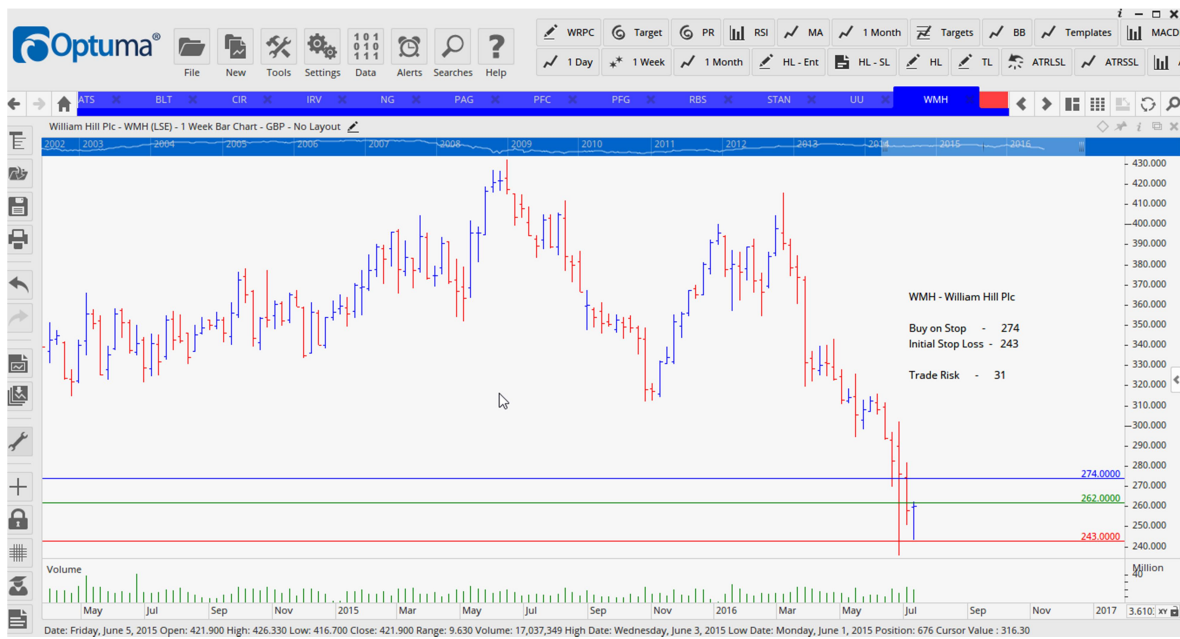 Optuma®
File
New
Tools
Settings
Data
Alerts
Searches
Help
WRPC Target PR RSI MA 1 Month Targets BB Templates MACD
1 Day 1 Week 1 Month HL - Ent HL - SL HL TL ATRLSL ATRSSL
ATS BLT CIR IRV NG PAG PFC PFG RBS STAN UU WMH
William Hill Plc - WMH (LSE) - 1 Week Bar Chart - GBP - No Layout
2002 2003 2004 2005 2006 2007 2008 2009 2010 2011 2012 2013 2014 2015 2016
430.000
420.000
410.000
400.000
390.000
380.000
370.000
360.000
350.000
340.000
330.000
320.000
310.000
300.000
290.000
280.000
270.000
260.000
250.000
240.000
WMH - William Hill Plc
Buy on Stop - 274
Initial Stop Loss - 243
Trade Risk - 31
274.0000
262.0000
243.0000
Volume
Million
40
May Jul Sep Nov 2015 Mar May Jul Sep Nov 2016 Mar May Jul Sep Nov 2017
3.610 XY
Date: Friday, June 5, 2015 Open: 421.900 High: 426.330 Low: 416.700 Close: 421.900 Range: 9.630 Volume: 17,037,349 High Date: Wednesday, June 3, 2015 Low Date: Monday, June 1, 2015 Position: 676 Cursor Value : 316.30